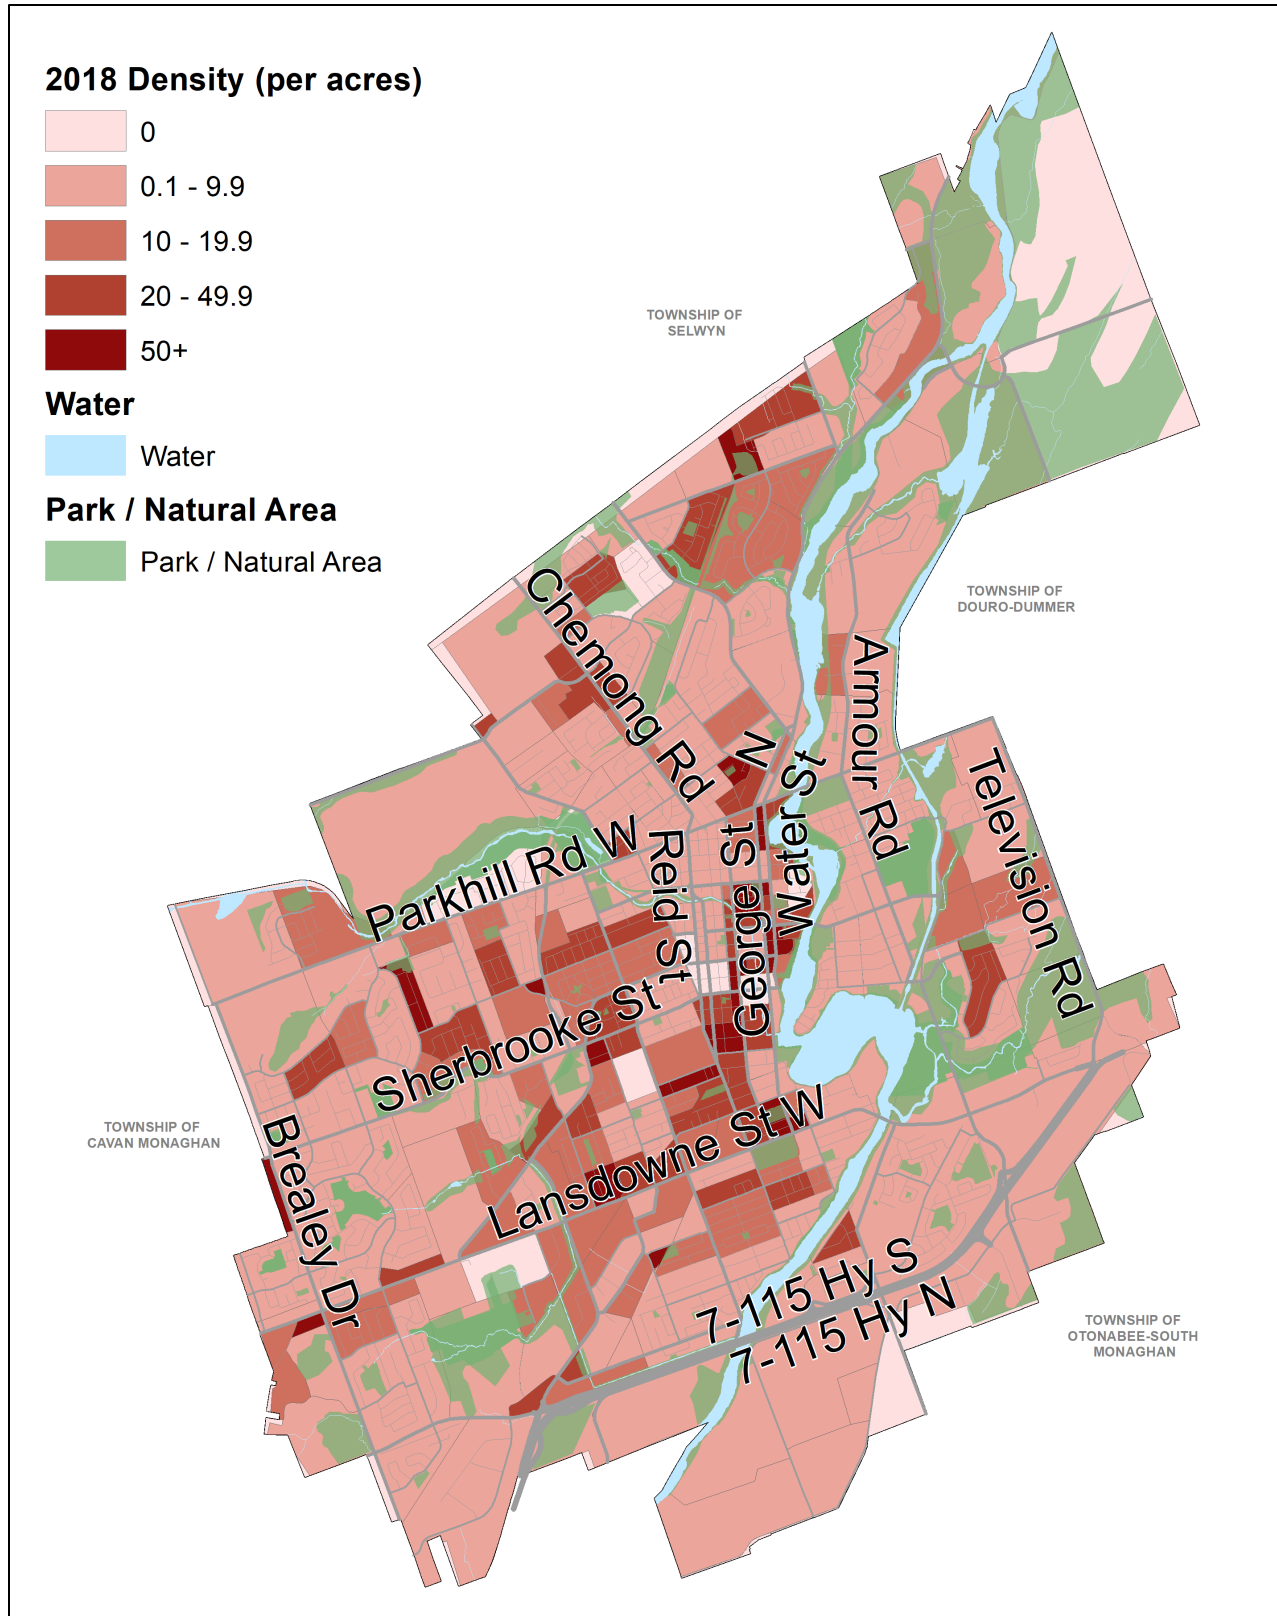 2018 Density (per acres)
0
0.1 - 9.9
10 - 19.9
20 - 49.9
50+
Water
Water
Park / Natural Area
Park / Natural Area
TOWNSHIP OF
SELWYN
TOWNSHIP OF
DOURO-DUMMER
Chemong Rd
Armour Rd
Television Rd
N
Water St
George St
Reid St
Parkhill Rd W
Sherbrooke St
Lansdowne St W
Brealey Dr
TOWNSHIP OF
CAVAN MONAGHAN
7-115 Hy S
7-115 Hy N
TOWNSHIP OF
OTONABEE-SOUTH
MONAGHAN